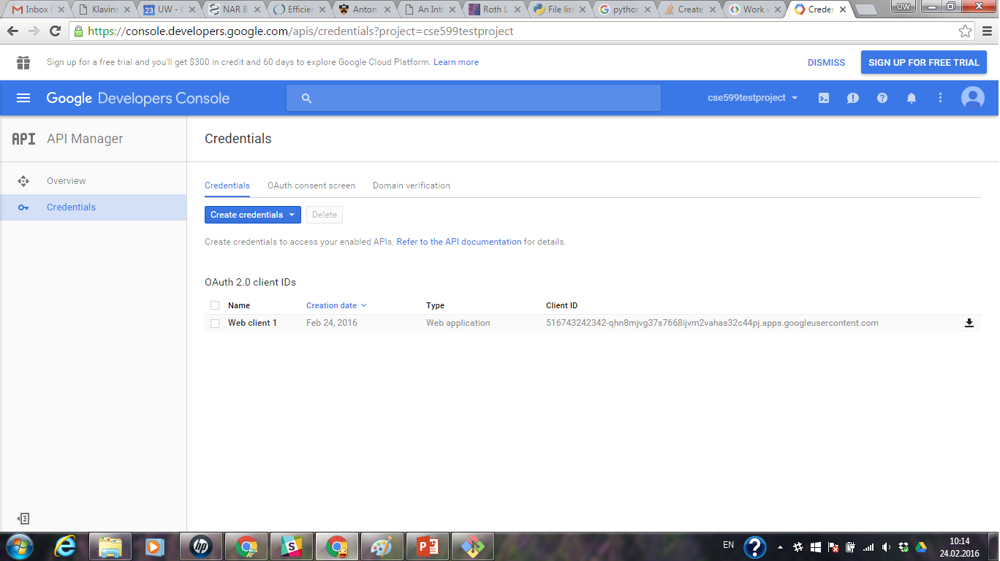 Inbox (
Klavins
UW - C
NAR B
Efficien
Anton
An Intr
Roth L
File list
python
Create
Work v
Creden
UW
https://console.developers.google.com/apis/credentials?project=cse599testproject
Sign up for a free trial and you'll get $300 in credit and 60 days to explore Google Cloud Platform. Learn more
DISMISS
SIGN UP FOR FREE TRIAL
Google Developers Console
cse599testproject
API API Manager
Credentials
Overview
Credentials
Credentials
OAuth consent screen
Domain verification
Create credentials
Delete
Create credentials to access your enabled APIs. Refer to the API documentation for details.
OAuth 2.0 client IDs
Name Creation date Type Client ID
Web client 1 Feb 24, 2016 Web application 516743242342-qhn8mjvg37s7668ijvm2vahas32c44pj.apps.googleusercontent.com
EN
10:14
24.02.2016